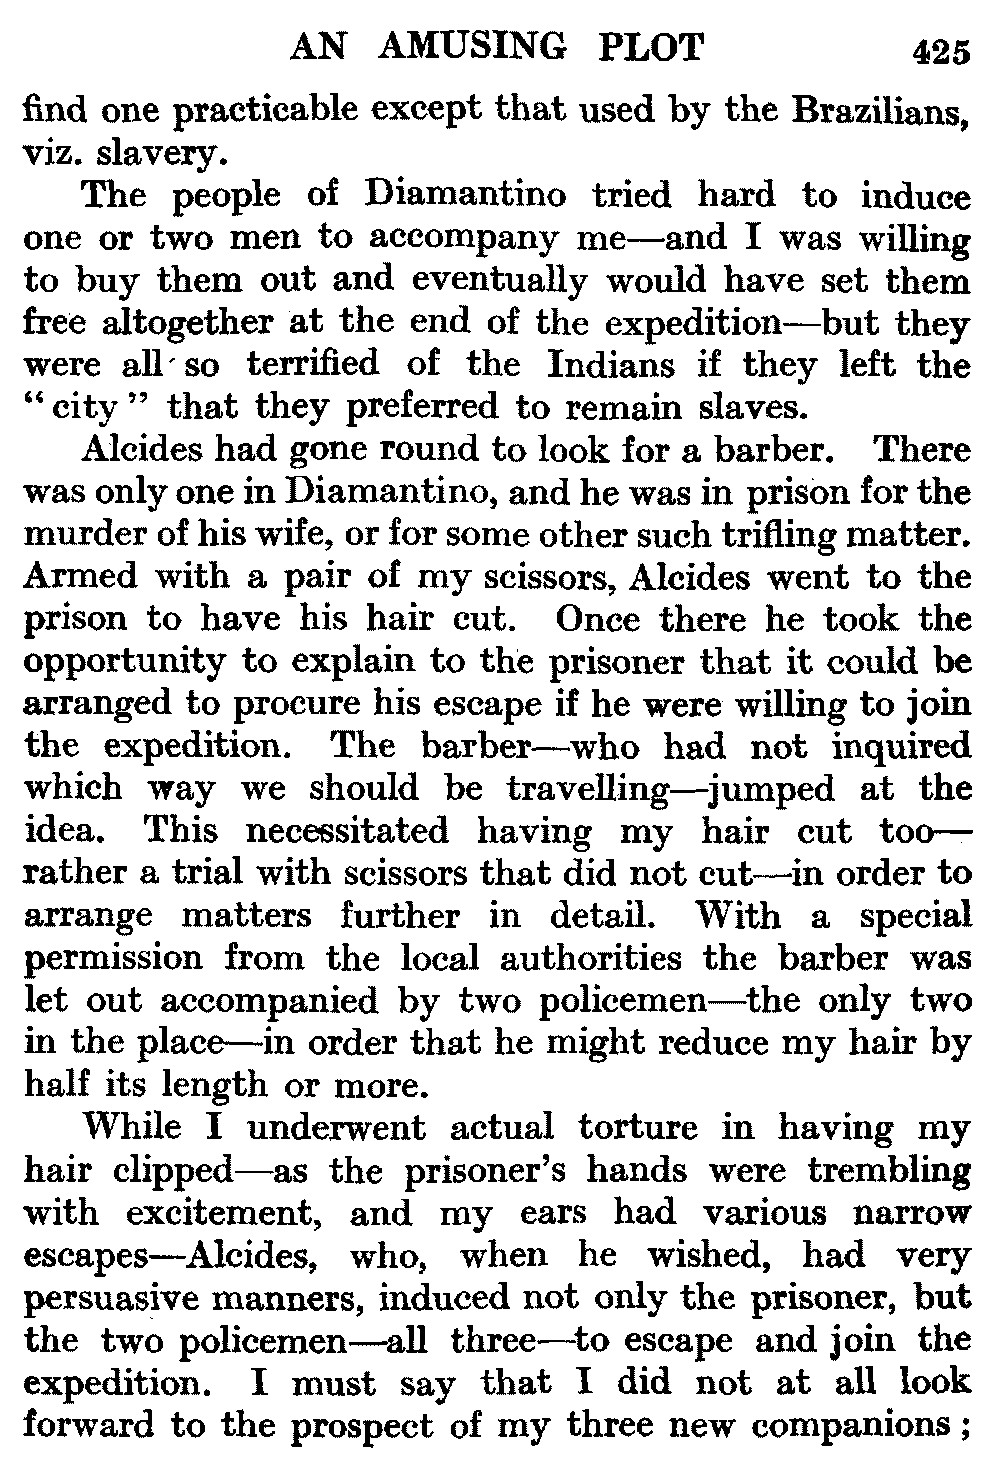 AN AMUSING PLOT 425
find one practicable except that used by the Brazilians,
viz. slavery.
The people of Diamantino tried hard to induce
one or two men to accompany me—and I was willing
to buy them out and eventually would have set them
free altogether at the end of the expedition—but they
were all so terrified of the Indians if they left the
“city” that they preferred to remain slaves.
Alcides had gone round to look for a barber. There
was only one in Diamantino, and he was in prison for the
murder of his wife, or for some other such trifling matter.
Armed with a pair of my scissors, Alcides went to the
prison to have his hair cut. Once there he took the
opportunity to explain to the prisoner that it could be
arranged to procure his escape if he were willing to join
the expedition. The barber—who had not inquired
which way we should be travelling—jumped at the
idea. This necessitated having my hair cut too—
rather a trial with scissors that did not cut—in order to
arrange matters further in detail. With a special
permission from the local authorities the barber was
let out accompanied by two policemen—the only two
in the place—in order that he might reduce my hair by
half its length or more.
While I underwent actual torture in having my
hair clipped—as the prisoner’s hands were trembling
with excitement, and my ears had various narrow
escapes—Alcides, who, when he wished, had very
persuasive manners, induced not only the prisoner, but
the two policemen—all three—to escape and join the
expedition. I must say that I did not at all look
forward to the prospect of my three new companions;